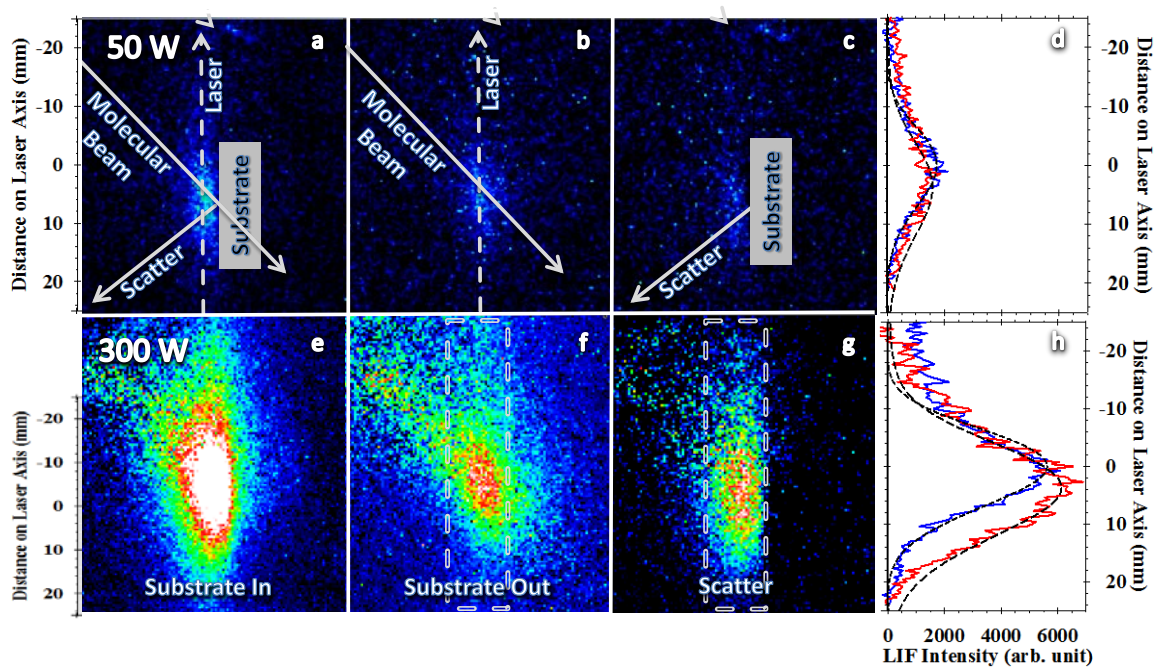 50 W
a
b
c
d
Laser
Molecular
Beam
Substrate
Scatter
Laser
Molecular
Beam
Scatter
Substrate
Distance on Laser Axis (mm)
-20
-10
0
10
20
-20
-10
0
10
20
Distance on Laser Axis (mm)
300 W
e
f
g
h
Distance on Laser Axis (mm)
-20
-10
0
10
20
Substrate In
Substrate Out
Scatter
-20
-10
0
10
20
Distance on Laser Axis (mm)
0 2000 4000 6000
LIF Intensity (arb. unit)